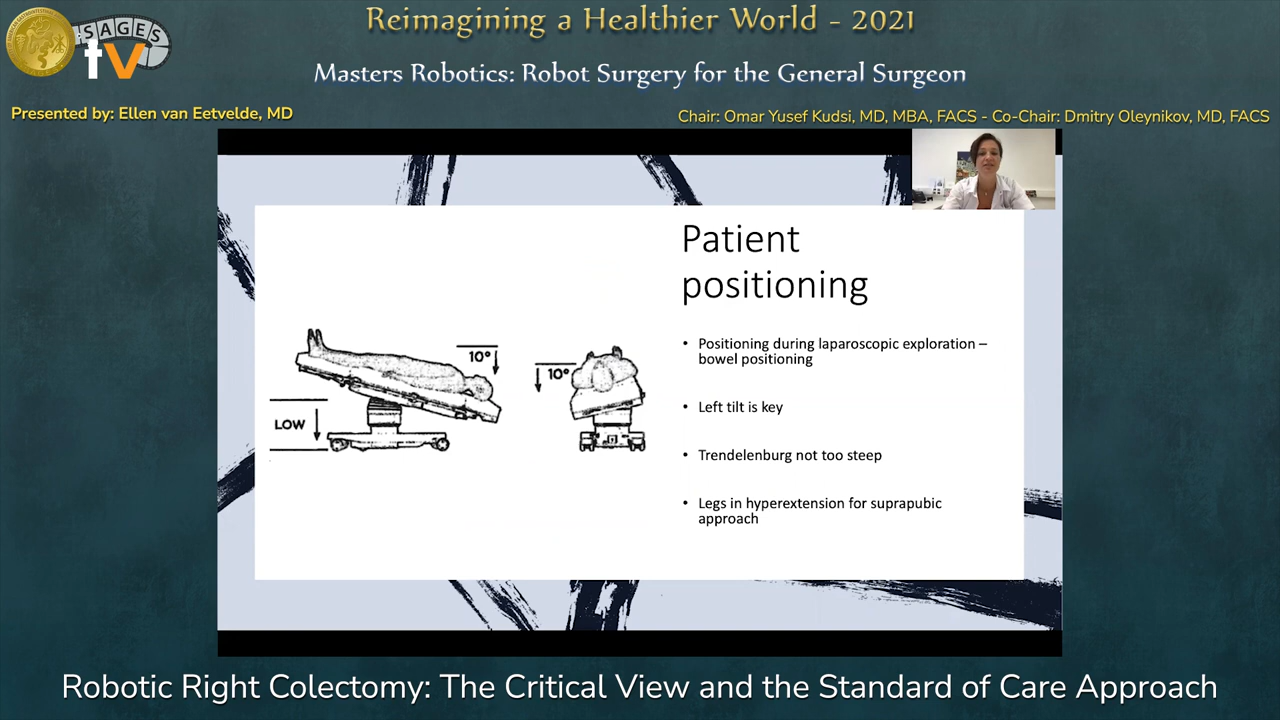 Reimagining a Healthier World - 2021
SAGES
tv
Masters Robotics: Robot Surgery for the General Surgeon
Presented by: Ellen van Eetvelde, MD
Chair: Omar Yusef Kudsi, MD, MBA, FACS - Co-Chair: Dmitry Oleynikov, MD, FACS
Patient
positioning
10°
10°
LOW
• Positioning during laparoscopic exploration –
bowel positioning
• Left tilt is key
• Trendelenburg not too steep
• Legs in hyperextension for suprapubic
approach
Robotic Right Colectomy: The Critical View and the Standard of Care Approach